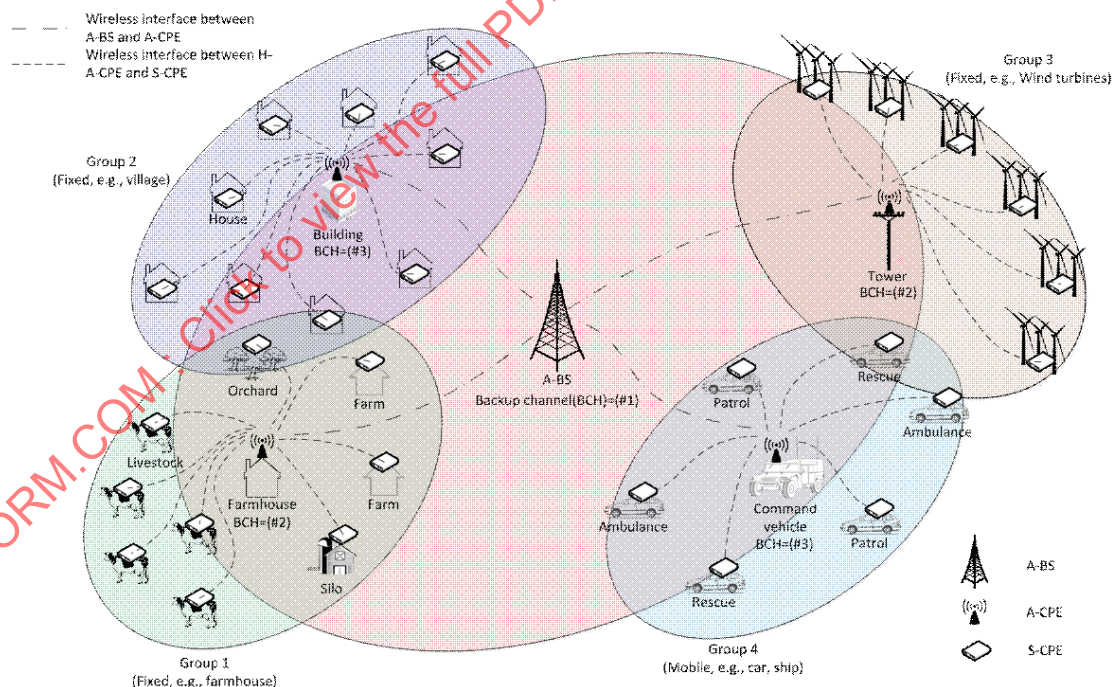 Wireless interface between
A-BS and A-CPE
Wireless interface between H-
A-CPE and S-CPE
Group 3
(Fixed, e.g., Wind turbines)
Group 2
(Fixed, e.g., village)
House
Building
BCH=(#3)
Tower
BCH=(#2)
A-BS
Backup channel(BCH)=(#1)
Orchard
Farm
Patrol
Rescue
Ambulance
Livestock
Farmhouse
BCH=(#2)
Farm
Silo
Ambulance
Command
vehicle
BCH=(#3)
Patrol
Rescue
Group 1
(Fixed, e.g., farmhouse)
Group 4
(Mobile, e.g., car, ship)
A-BS
A-CPE
S-CPE
ORM.COM . Click to view the full PD